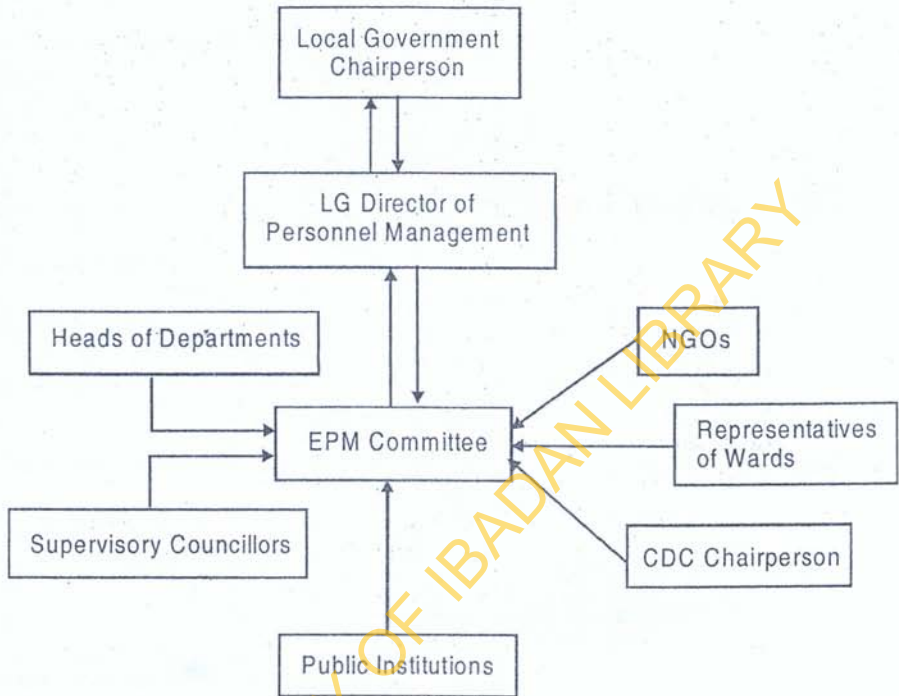 Local Government
Chairperson
LG Director of
Personnel Management
Heads of Departments
NGOs
EPM Committee
Representatives
of Wards
Supervisory Councillors
CDC Chairperson
Public Institutions
Y OF IBADAN LIBRARY